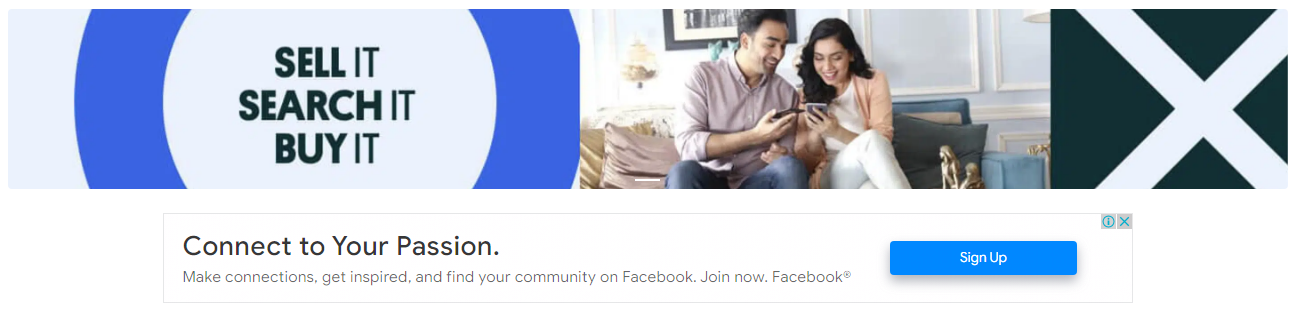 SELL IT
SEARCH IT
BUY IT
Connect to Your Passion.
Make connections, get inspired, and find your community on Facebook. Join now. Facebook®
Sign Up